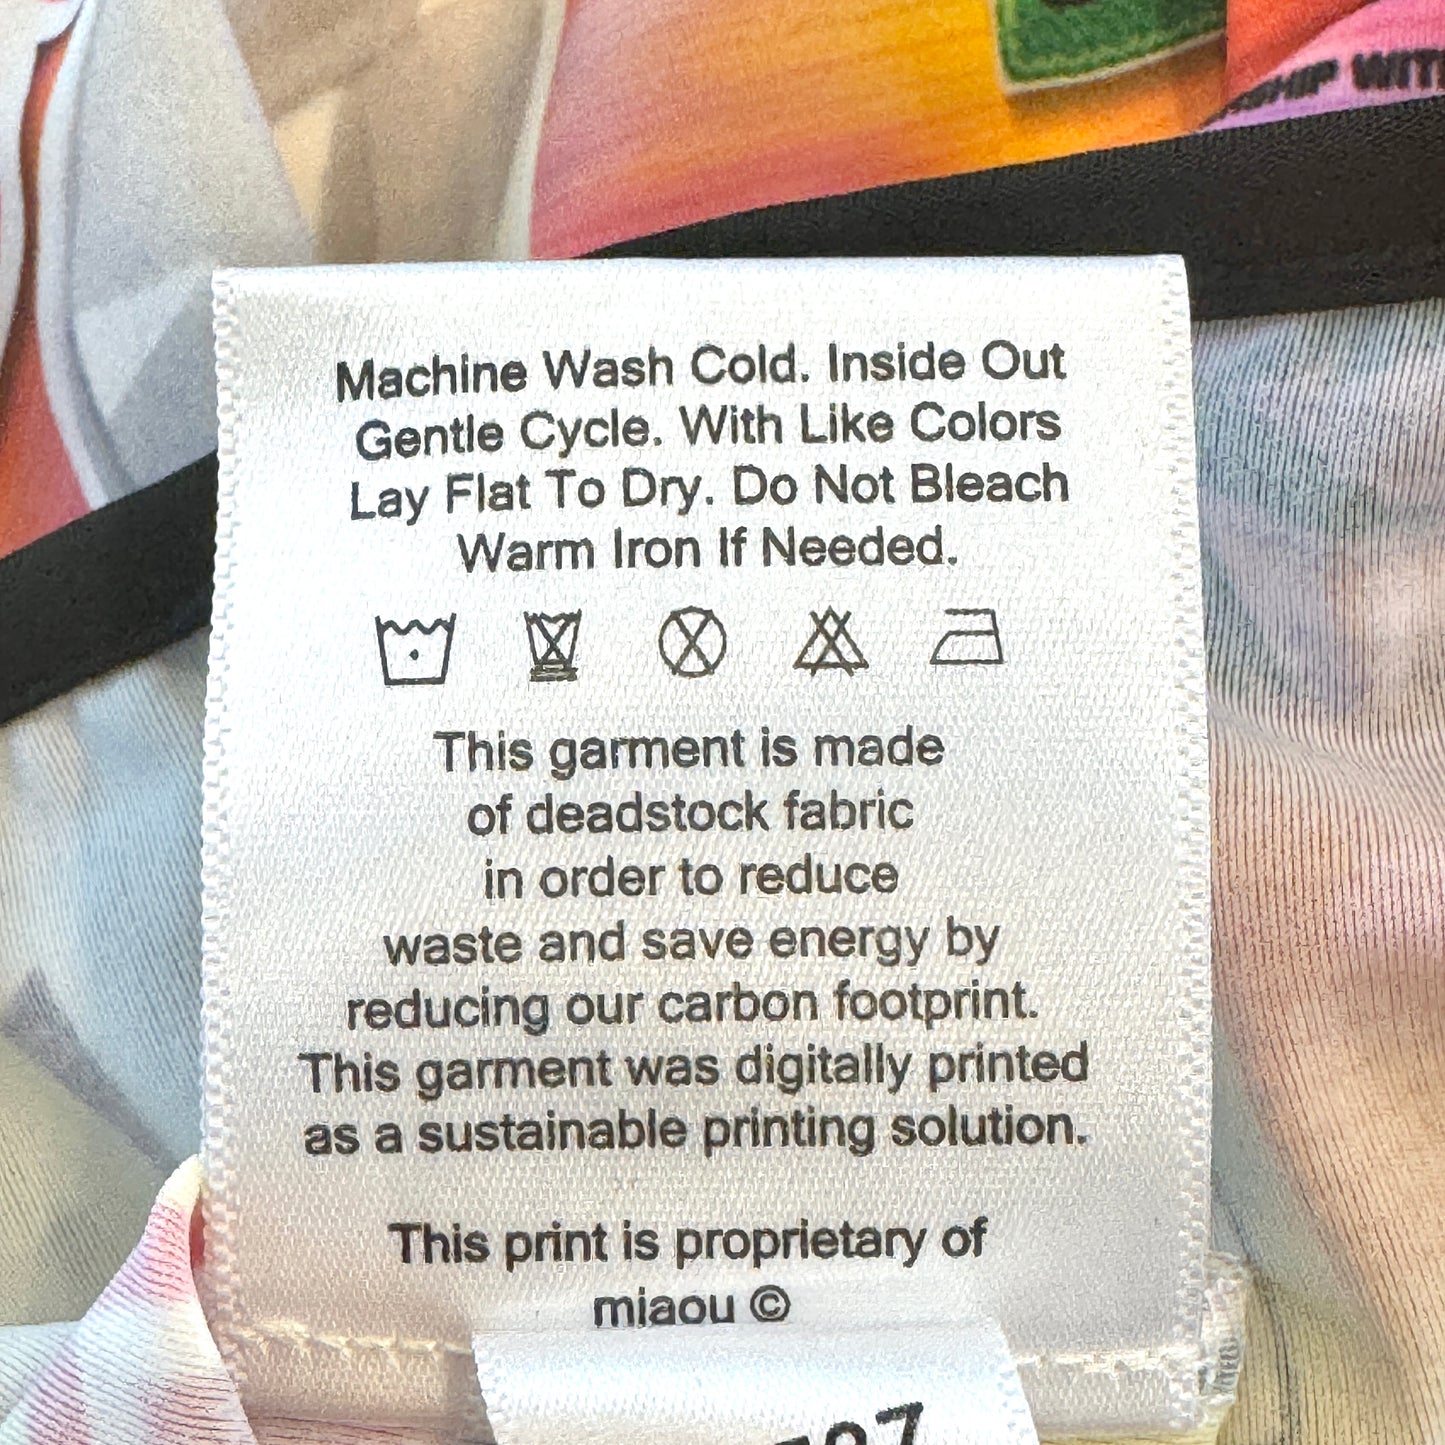 SHIP WITH
Machine Wash Cold. Inside Out
Gentle Cycle. With Like Colors
Lay Flat To Dry. Do Not Bleach
Warm Iron If Needed.
This garment is made
of deadstock fabric
in order to reduce
waste and save energy by
reducing our carbon footprint.
This garment was digitally printed
as a sustainable printing solution.
This print is proprietary of
miaou ©